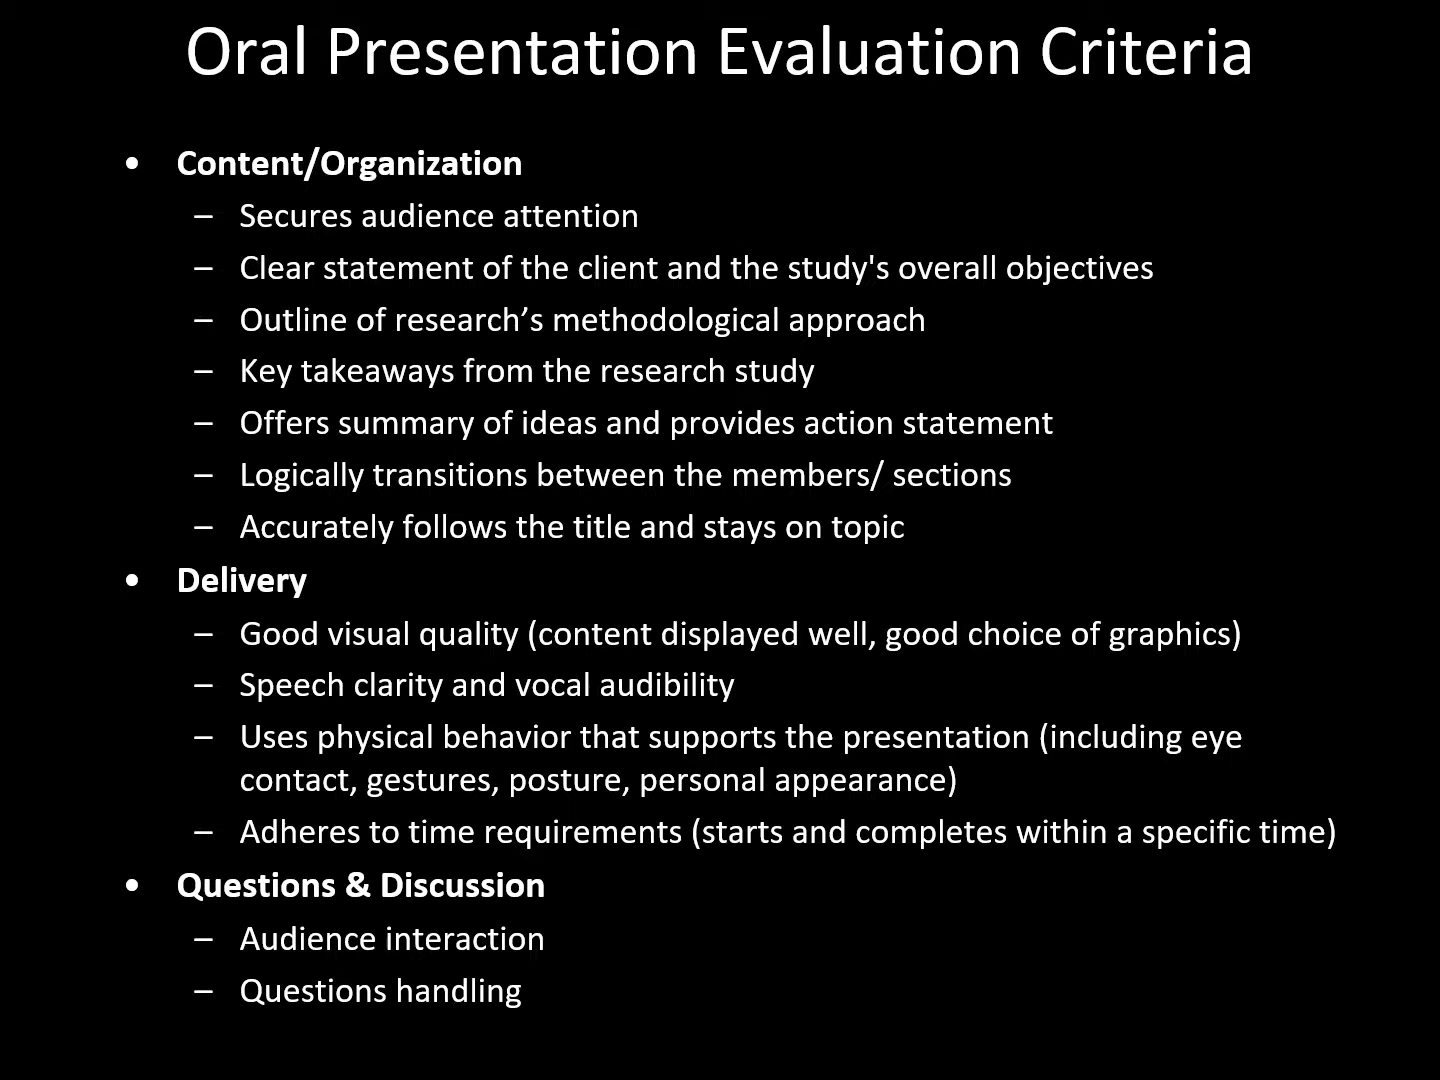 Oral Presentation Evaluation Criteria
• Content/Organization
– Secures audience attention
– Clear statement of the client and the study's overall objectives
– Outline of research’s methodological approach
– Key takeaways from the research study
– Offers summary of ideas and provides action statement
– Logically transitions between the members/ sections
– Accurately follows the title and stays on topic
• Delivery
– Good visual quality (content displayed well, good choice of graphics)
– Speech clarity and vocal audibility
– Uses physical behavior that supports the presentation (including eye
contact, gestures, posture, personal appearance)
– Adheres to time requirements (starts and completes within a specific time)
• Questions & Discussion
– Audience interaction
– Questions handling